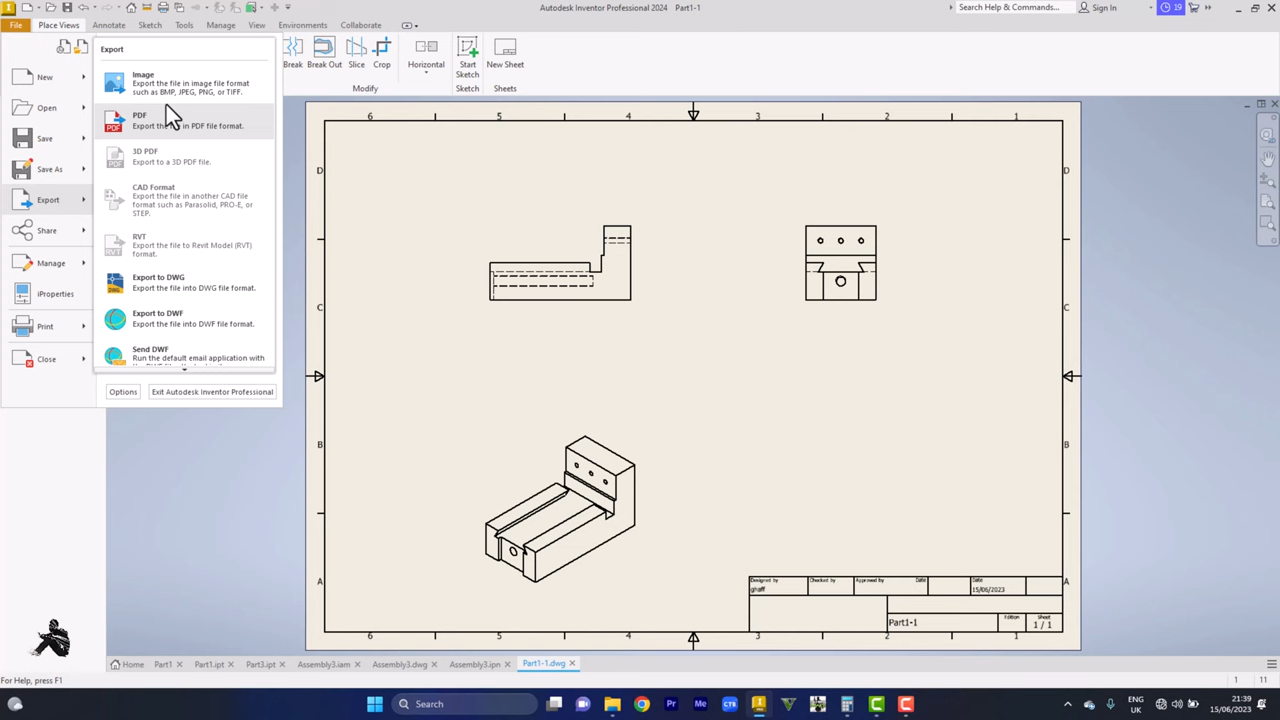 Autodesk Inventor Professional 2024 Part1-1
Search Help & Commands...
Sign In
19
File
Place Views
Annotate
Sketch
Tools
Manage
View
Environments
Collaborate
Export
New
Open
Save
Save As
Export
Share
Manage
iProperties
Print
Close
Image
Export the file in image file format
such as BMP, JPEG, PNG, or TIFF.
PDF
Export the in PDF file format.
3D PDF
Export to a 3D PDF file.
CAD Format
Export the file in another CAD file
format such as Parasolid, PRO-E, or
STEP.
RVT
Export the file to Revit Model (RVT)
format.
Export to DWG
Export the file into DWG file format.
Export to DWF
Export the file into DWF file format.
Send DWF
Run the default email application with
Options
Exit Autodesk Inventor Professional
Break
Break Out
Slice
Crop
Horizontal
Start
Sketch
New Sheet
Modify
Sketch
Sheets
6 5 4 3 2 1
D D
C C
B B
A A
Designed by
ghaff
Checked by
Approved by
Date
Date
15/06/2023
Part1-1
Edition
Sheet
1 / 1
6 5 4 3 2 1
Home
Part1
Part1.ipt
Part3.ipt
Assembly3.iam
Assembly3.dwg
Assembly3.ipn
Part1-1.dwg
For Help, press F1
1
11
Search
Pr
Me
CTB
ENG
UK
21:39
15/06/2023